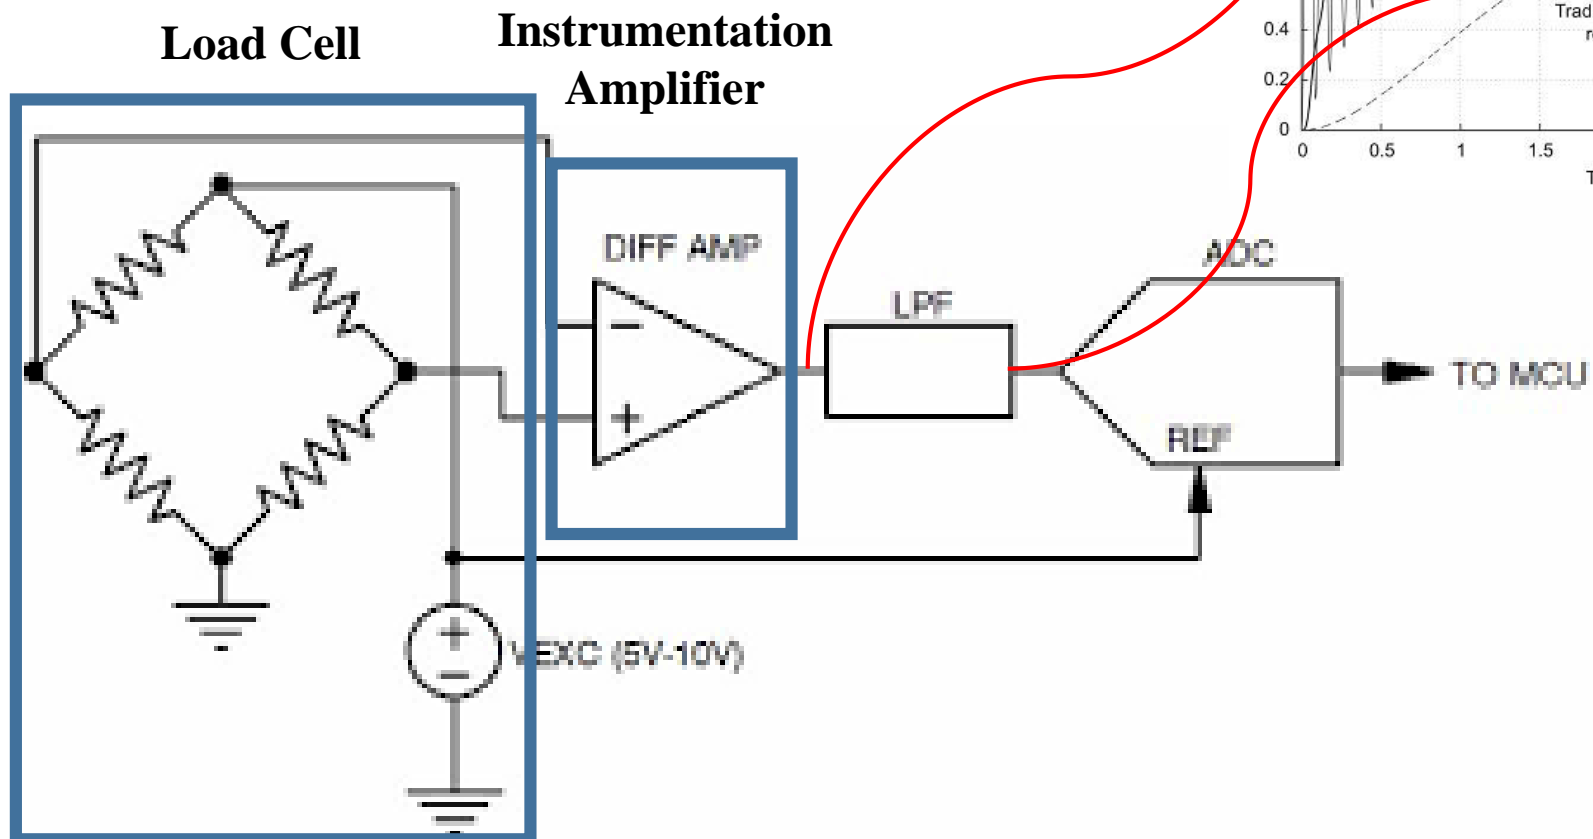 Load Cell
Instrumentation
Amplifier
0.4
0.2
0
0
0.5
1
1.5
Trad
DIFF AMP
−
+
LPF
ADC
REF
TO MCU
+
−
VEXC (5V-10V)